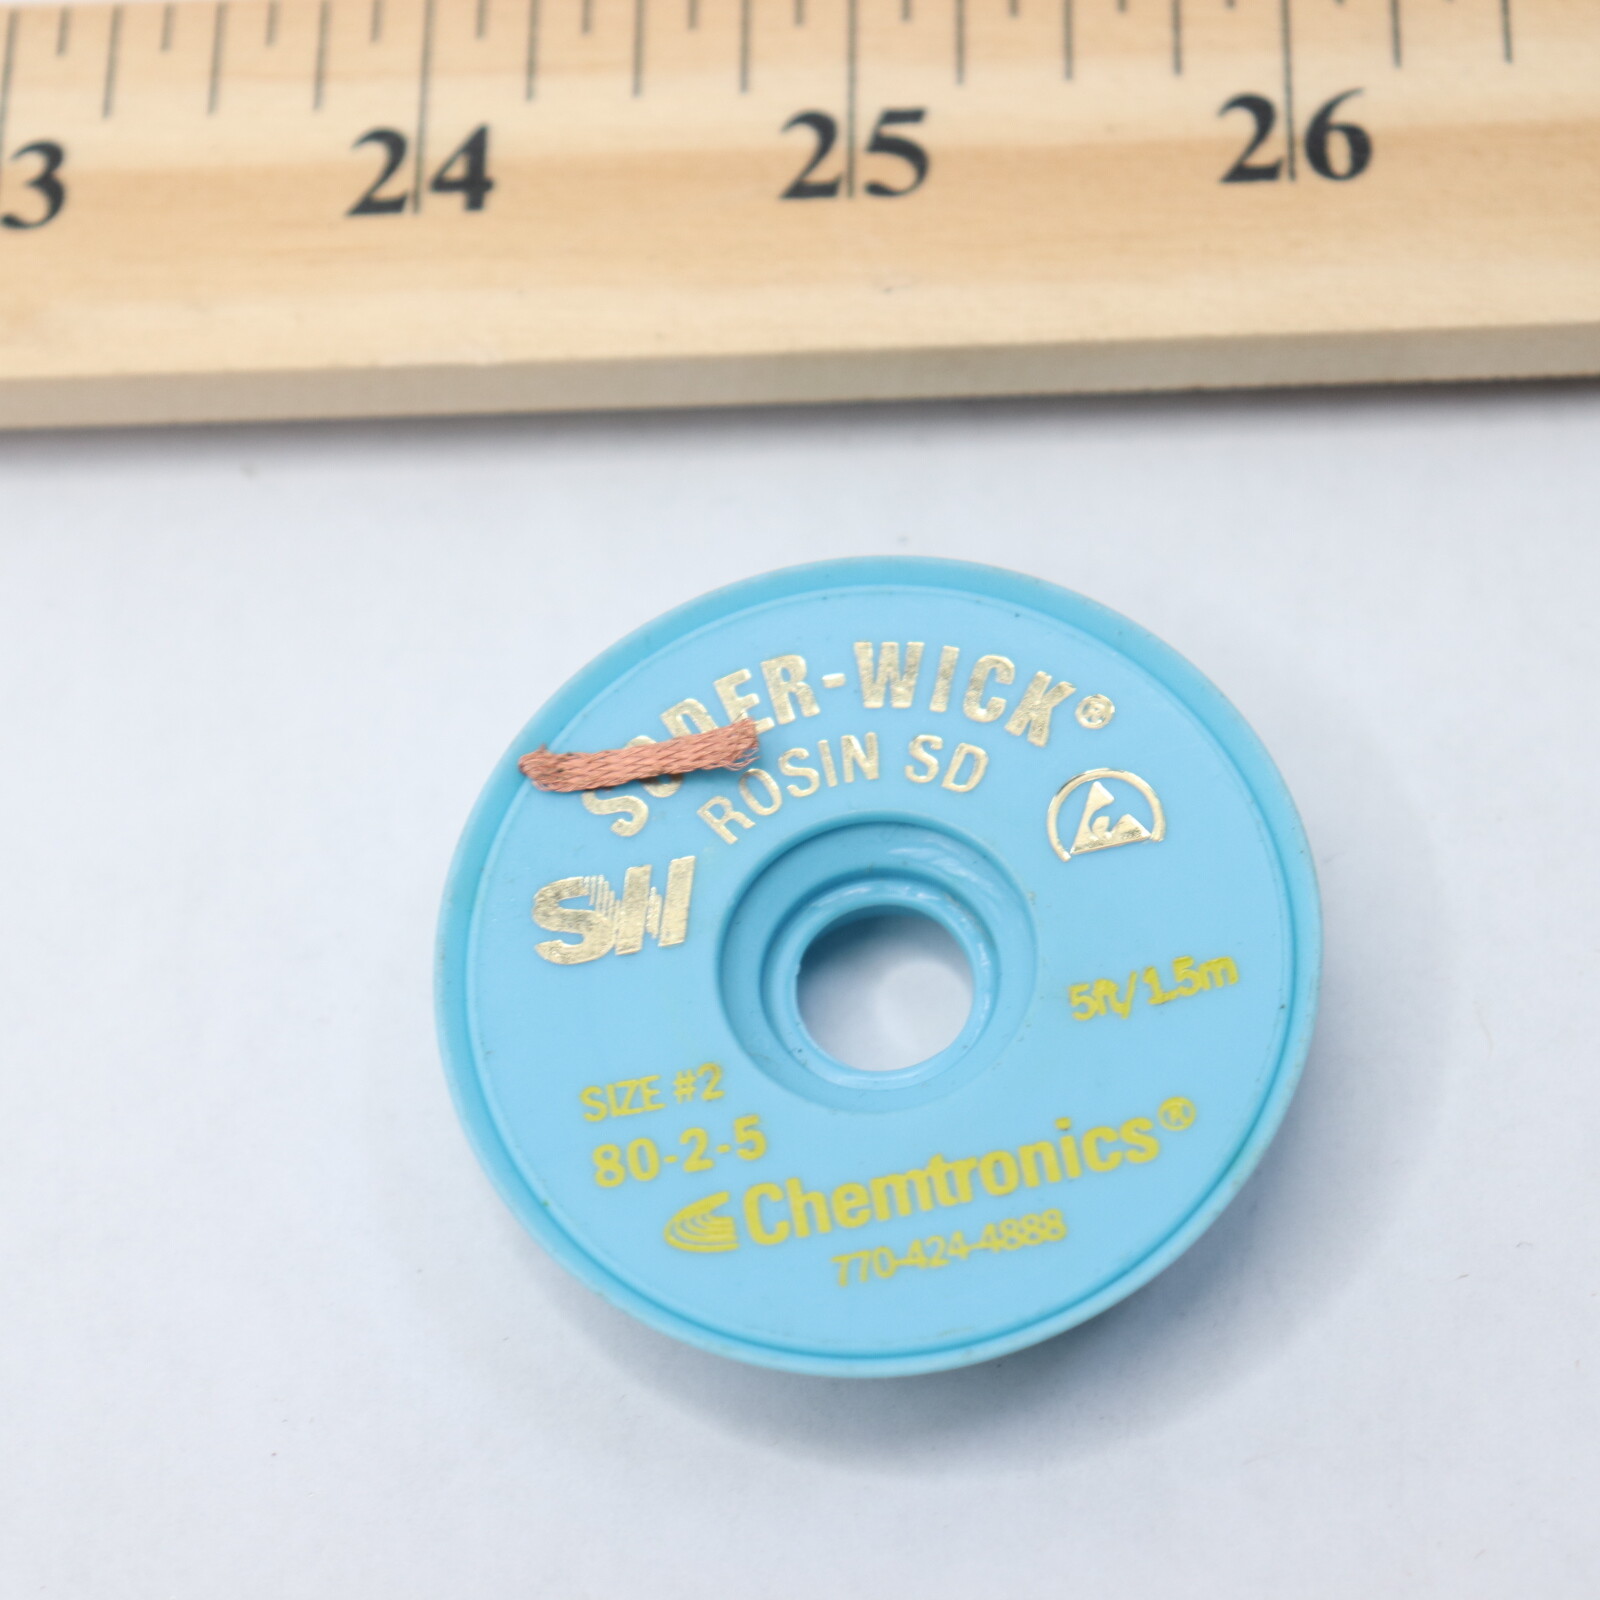 3 24 25 26
SODER-WICK®
ROSIN SD
SW
5ft/1.5m
SIZE #2
80-2-5
Chemtronics®
770-424-4888